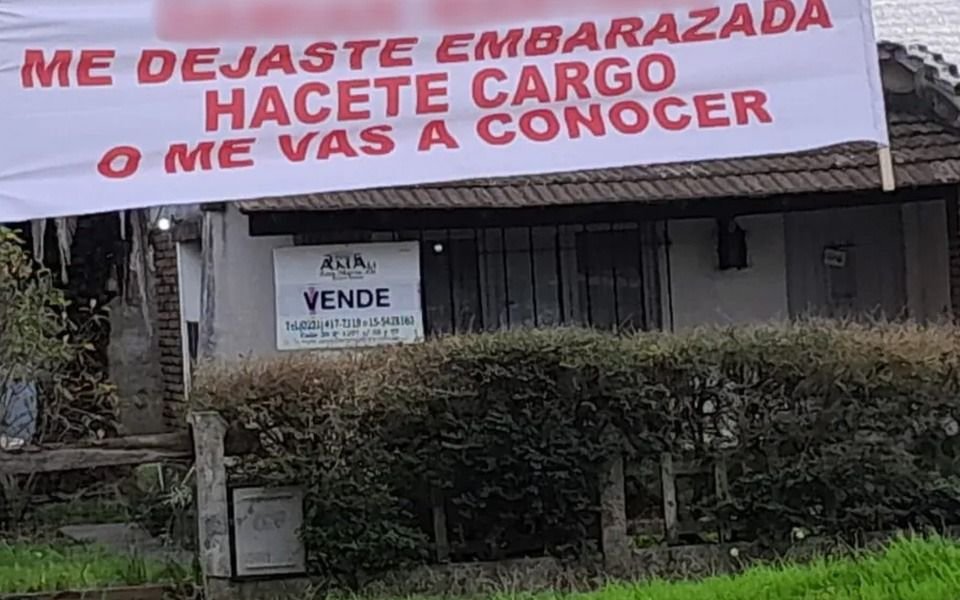 ME DEJASTE EMBARAZADA
HACETE CARGO
O ME VAS A CONOCER
VENDE